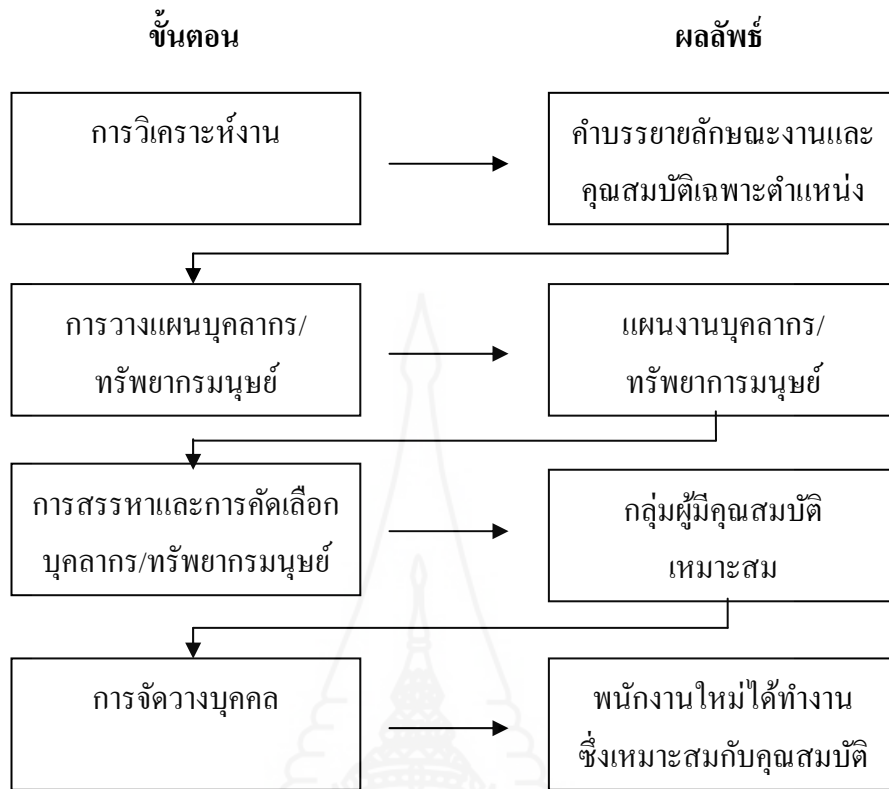 ขั้นตอน
ผลลัพธ์
การวิเคราะห์งาน
คำบรรยายลักษณะงานและ
คุณสมบัติเฉพาะตำแหน่ง
การวางแผนบุคลากร/
ทรัพยากรมนุษย์
แผนงานบุคลากร/
ทรัพยาการมนุษย์
การสรรหาและการคัดเลือก
บุคลากร/ทรัพยากรมนุษย์
กลุ่มผู้มีคุณสมบัติ
เหมาะสม
การจัดวางบุคคล
พนักงานใหม่ได้ทำงาน
ซึ่งเหมาะสมกับคุณสมบัติ